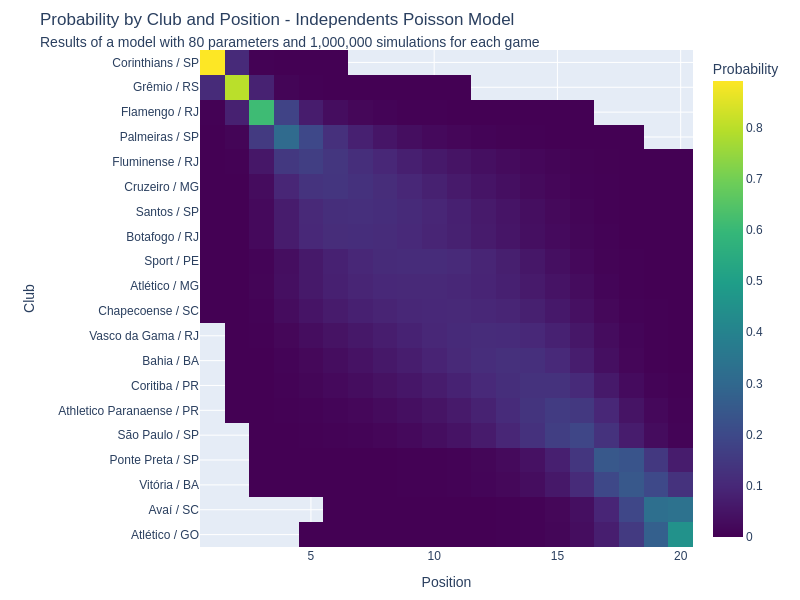 Probability by Club and Position - Independents Poisson Model
Results of a model with 80 parameters and 1,000,000 simulations for each game
Probability
Club
Corinthians / SP
Grêmio / RS
Flamengo / RJ
Palmeiras / SP
Fluminense / RJ
Cruzeiro / MG
Santos / SP
Botafogo / RJ
Sport / PE
Atlético / MG
Chapecoense / SC
Vasco da Gama / RJ
Bahia / BA
Coritiba / PR
Athletico Paranaense / PR
São Paulo / SP
Ponte Preta / SP
Vitória / BA
Avaí / SC
Atlético / GO
0.8
0.7
0.6
0.5
0.4
0.3
0.2
0.1
0
5
10
15
20
Position